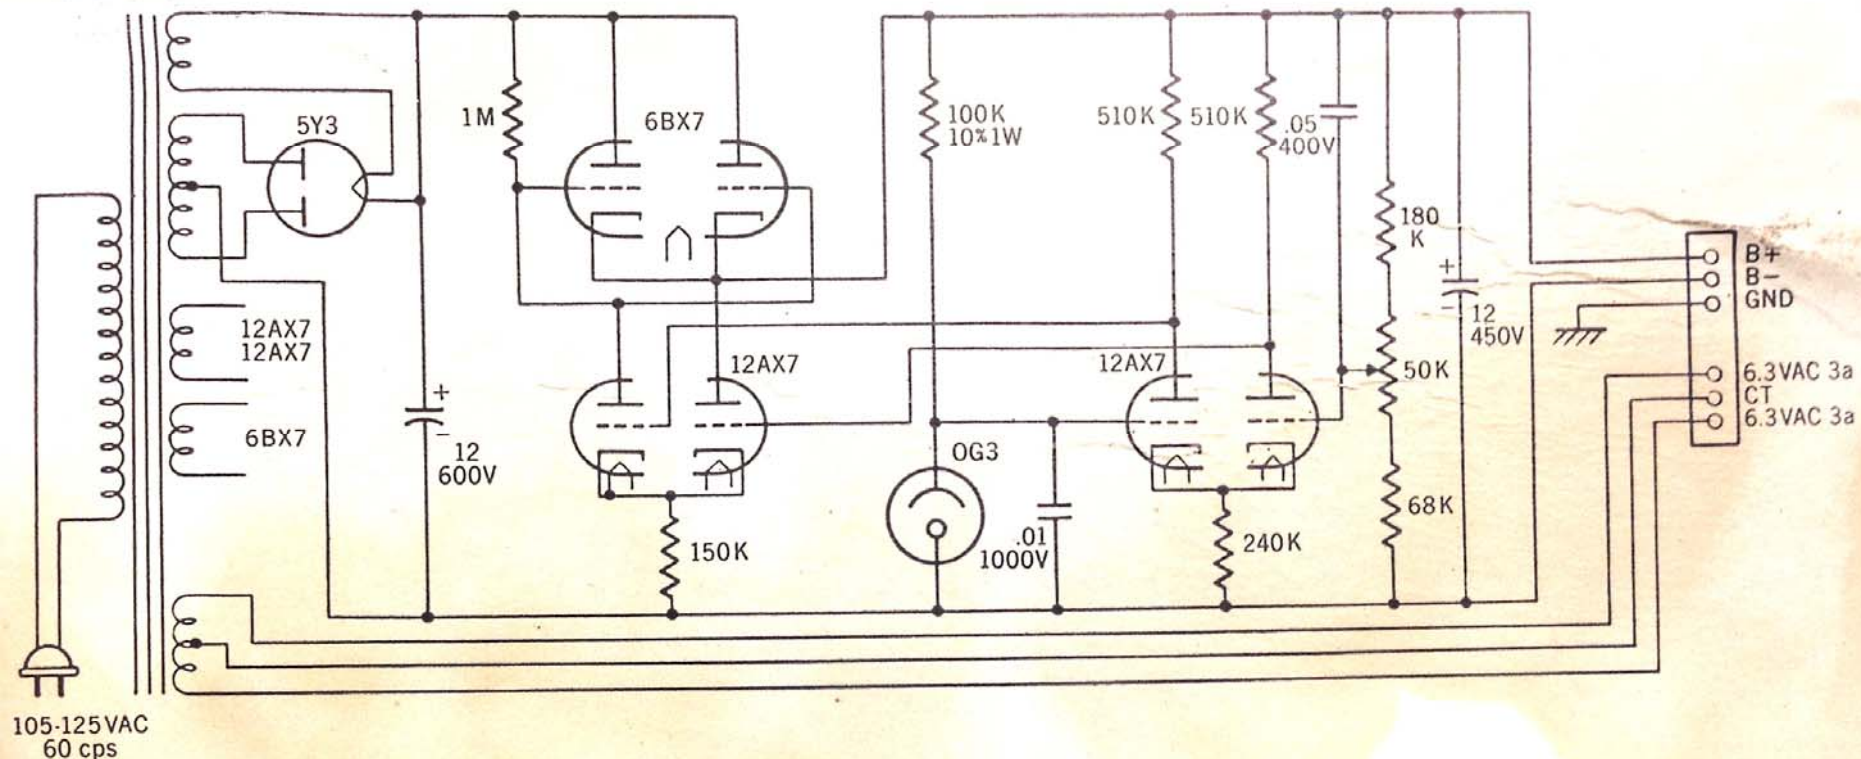 5Y3
1M
6BX7
100K
10%1W
510K
510K
.05
400V
180
K
+
12
450V
-
B+
B-
GND
12AX7
12AX7
12AX7
12AX7
50K
6.3VAC 3a
CT
6.3VAC 3a
6BX7
+
-
12
600V
OG3
68K
150K
.01
1000V
240K
105-125VAC
60 cps